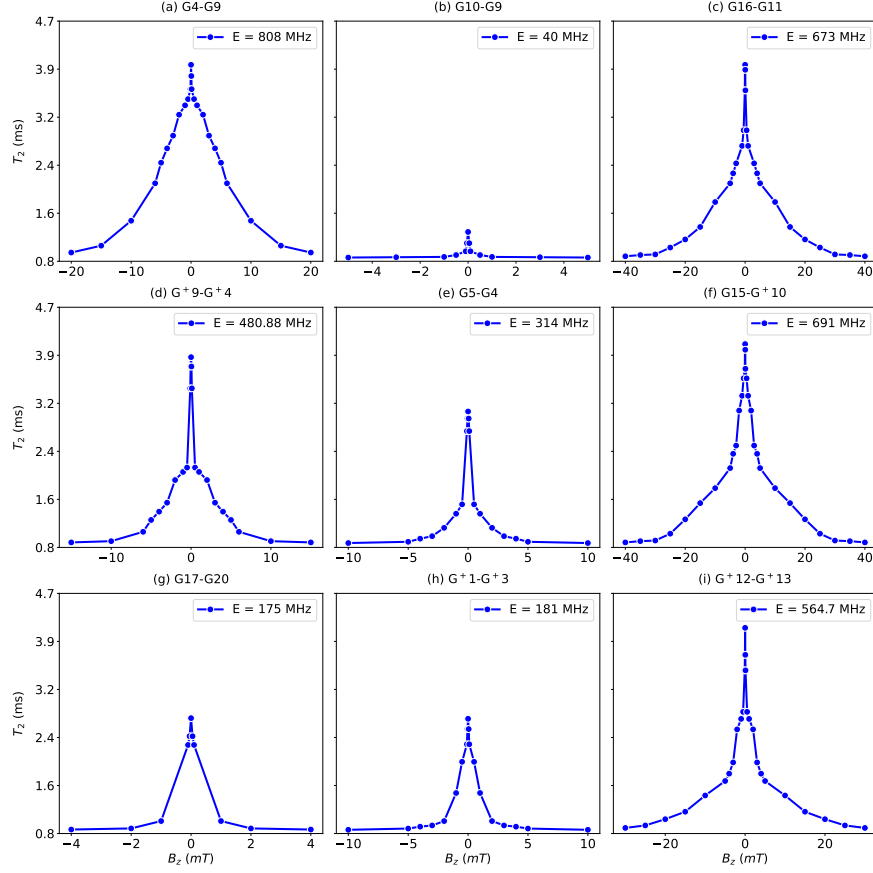 (a) G4-G9
(b) G10-G9
(c) G16-G11
E = 808 MHz
E = 40 MHz
E = 673 MHz
4.7
3.9
3.2
2.4
1.6
0.8
T₂ (ms)
−20 −10 0 10 20
−4 −2 0 2 4
−40 −20 0 20 40
(d) G⁺9-G⁺4
(e) G5-G4
(f) G15-G⁺10
E = 480.88 MHz
E = 314 MHz
E = 691 MHz
4.7
3.9
3.2
2.4
1.6
0.8
T₂ (ms)
−10 0 10
−10 −5 0 5 10
−40 −20 0 20 40
(g) G17-G20
(h) G⁺1-G⁺3
(i) G⁺12-G⁺13
E = 175 MHz
E = 181 MHz
E = 564.7 MHz
4.7
3.9
3.2
2.4
1.6
0.8
T₂ (ms)
−4 −2 0 2 4
−10 −5 0 5 10
−20 0 20
B_z (mT)
B_z (mT)
B_z (mT)